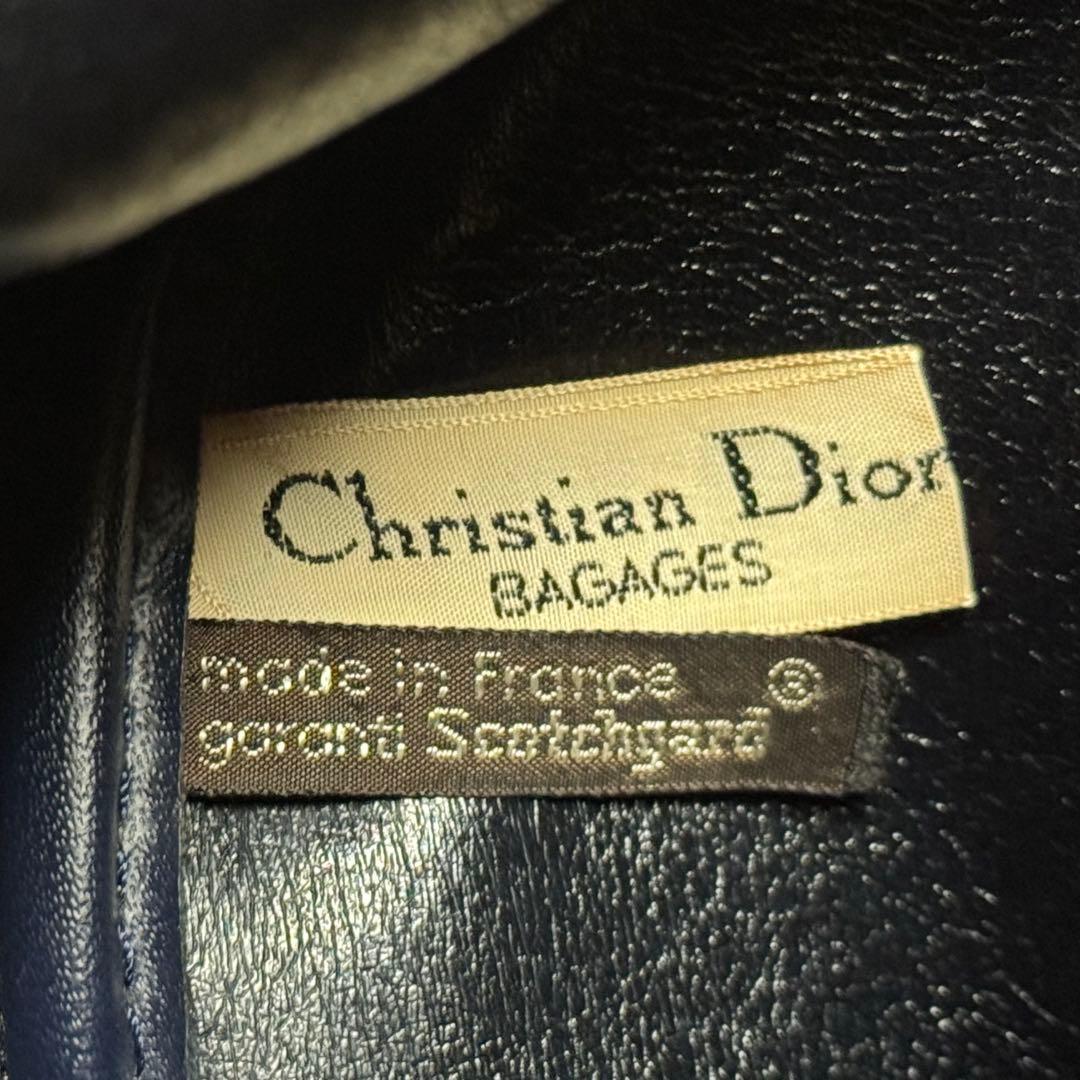 Christian Dior
BAGAGES
made in France ®
garanti Scotchgard